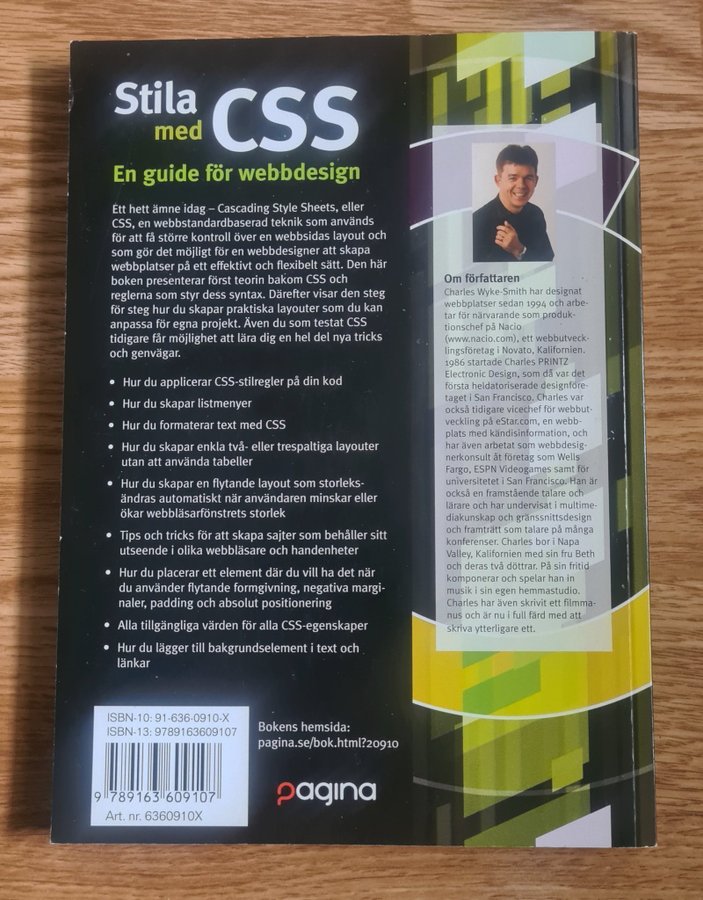 Stila
med CSS
En guide för webbdesign
Ett hett ämne idag – Cascading Style Sheets, eller
CSS, en webbstandardbaserad teknik som används
för att få större kontroll över en webbsidas layout och
som gör det möjligt för en webbdesigner att skapa
webbplatser på ett effektivt och flexibelt sätt. Den här
boken presenterar först teorin bakom CSS och
reglerna som styr dess syntax. Därefter visar den steg
för steg hur du skapar praktiska layouter som du kan
anpassa för egna projekt. Även du som testat CSS
tidigare får möjlighet att lära dig en hel del nya tricks
och genvägar.
• Hur du applicerar CSS-stilregler på din kod
• Hur du skapar listmenyer
• Hur du formaterar text med CSS
• Hur du skapar enkla två- eller trespaltiga layouter
utan att använda tabeller
• Hur du skapar en flytande layout som storleks-
ändras automatiskt när användaren minskar eller
ökar webbläsarfönstrets storlek
• Tips och tricks för att skapa sajter som behåller sitt
utseende i olika webbläsare och handenheter
• Hur du placerar ett element där du vill ha det när
du använder flytande formgivning, negativa margi-
naler, padding och absolut positionering
• Alla tillgängliga värden för alla CSS-egenskaper
• Hur du lägger till bakgrundselement i text och
länkar
Om författaren
Charles Wyke-Smith har designat
webbplatser sedan 1994 och arbe-
tar för närvarande som produk-
tionschef på Nacio
(www.nacio.com), ett webbutveck-
lingsföretag i Novato, Kalifornien.
1986 startade Charles PRINTZ
Electronic Design, som då var det
första heldatoriserade designföre-
taget i San Francisco. Charles var
också tidigare vicechef för webbut-
veckling på eStar.com, en webb-
plats med kändisinformation, och
har även arbetat som webbdesig-
nerkonsult åt företag som Wells
Fargo, ESPN Videogames samt för
universitetet i San Francisco. Han är
också en framstående talare och
lärare och har undervisat i multime-
diakunskap och gränssnittsdesign
och framträtt som talare på många
konferenser. Charles bor i Napa
Valley, Kalifornien med sin fru Beth
och deras två döttrar. På sin fritid
komponerar och spelar han in
musik i sin egen hemmastudio.
Charles har även skrivit ett filmma-
nus och är nu i full färd med att
skriva ytterligare ett.
ISBN-10: 91-636-0910-X
ISBN-13: 9789163609107
9 789163 609107
Art. nr. 6360910X
Bokens hemsida:
pagina.se/bok.html?20910
pagina